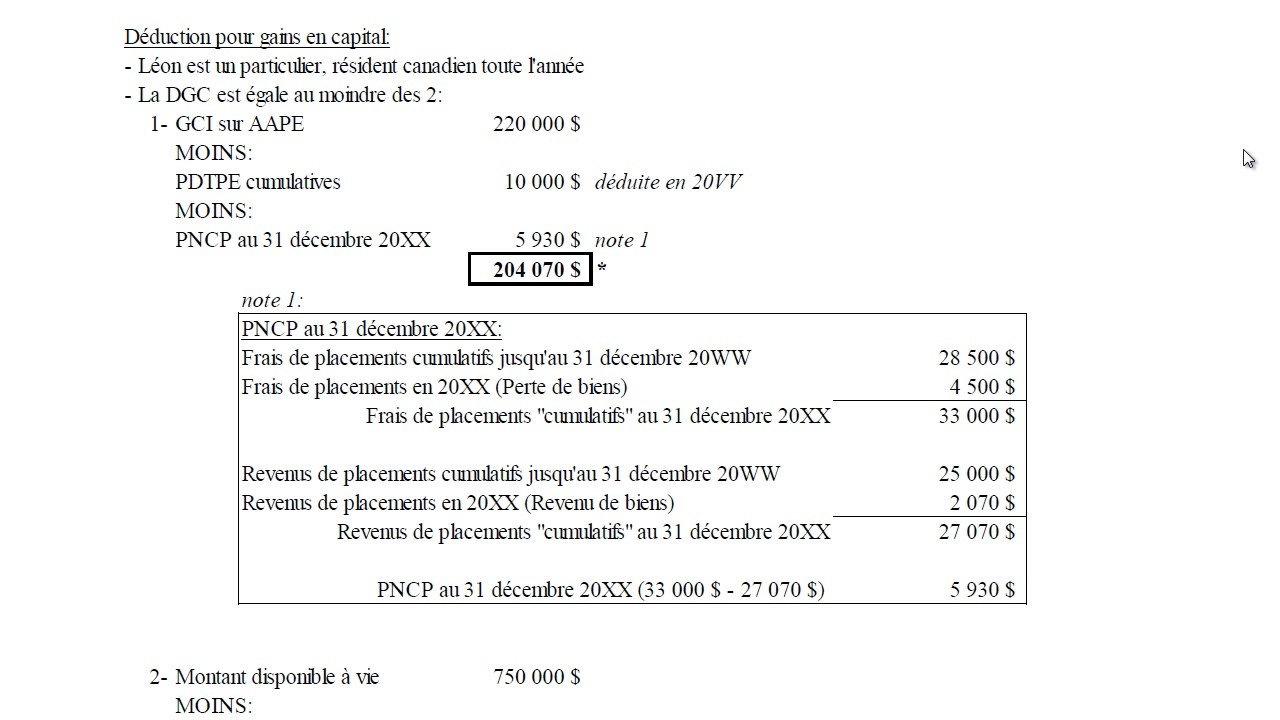 Déduction pour gains en capital:
- Léon est un particulier, résident canadien toute l'année
- La DGC est égale au moindre des 2:
1- GCI sur AAPE 220 000 $
MOINS:
PDTPE cumulatives 10 000 $ déduite en 20VV
MOINS:
PNCP au 31 décembre 20XX 5 930 $ note 1
204 070 $ *
note 1:
PNCP au 31 décembre 20XX:
Frais de placements cumulatifs jusqu'au 31 décembre 20WW 28 500 $
Frais de placements en 20XX (Perte de biens) 4 500 $
Frais de placements "cumulatifs" au 31 décembre 20XX 33 000 $
Revenus de placements cumulatifs jusqu'au 31 décembre 20WW 25 000 $
Revenus de placements en 20XX (Revenu de biens) 2 070 $
Revenus de placements "cumulatifs" au 31 décembre 20XX 27 070 $
PNCP au 31 décembre 20XX (33 000 $ - 27 070 $) 5 930 $
2- Montant disponible à vie 750 000 $
MOINS: